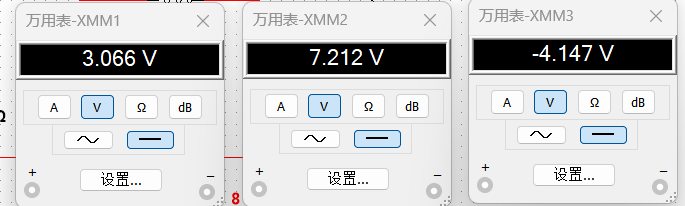 万用表-XMM1
3.066 V
A V Ω dB
+ −
设置...
万用表-XMM2
7.212 V
A V Ω dB
+ −
设置...
8
万用表-XMM3
-4.147 V
A V Ω dB
+ −
设置...